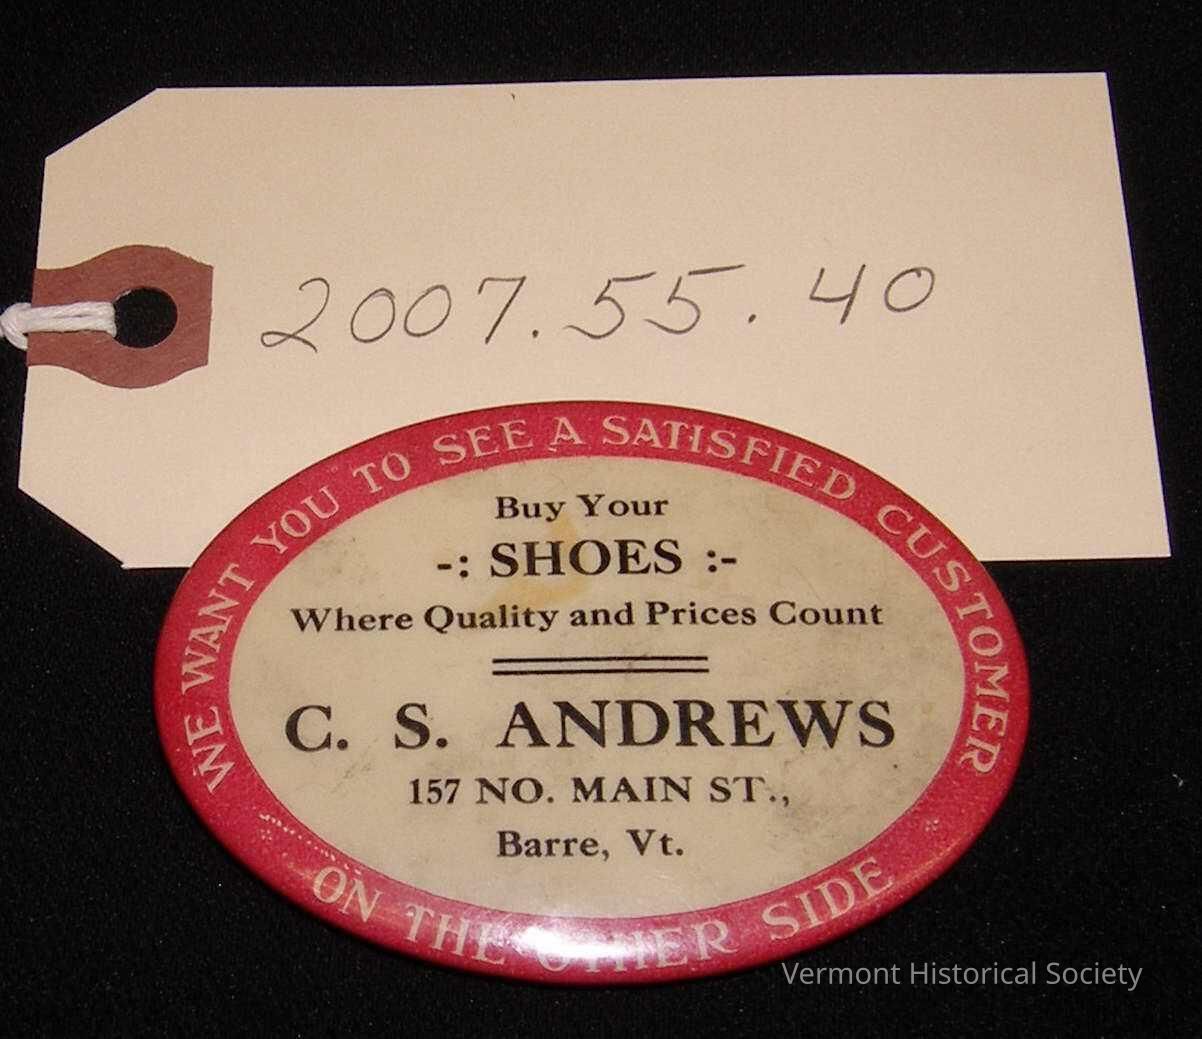 2007.55.40
WE WANT YOU TO SEE A SATISFIED CUSTOMER
Buy Your
-: SHOES :-
Where Quality and Prices Count
C. S. ANDREWS
157 NO. MAIN ST.,
Barre, Vt.
ON THE OTHER SIDE
Vermont Historical Society